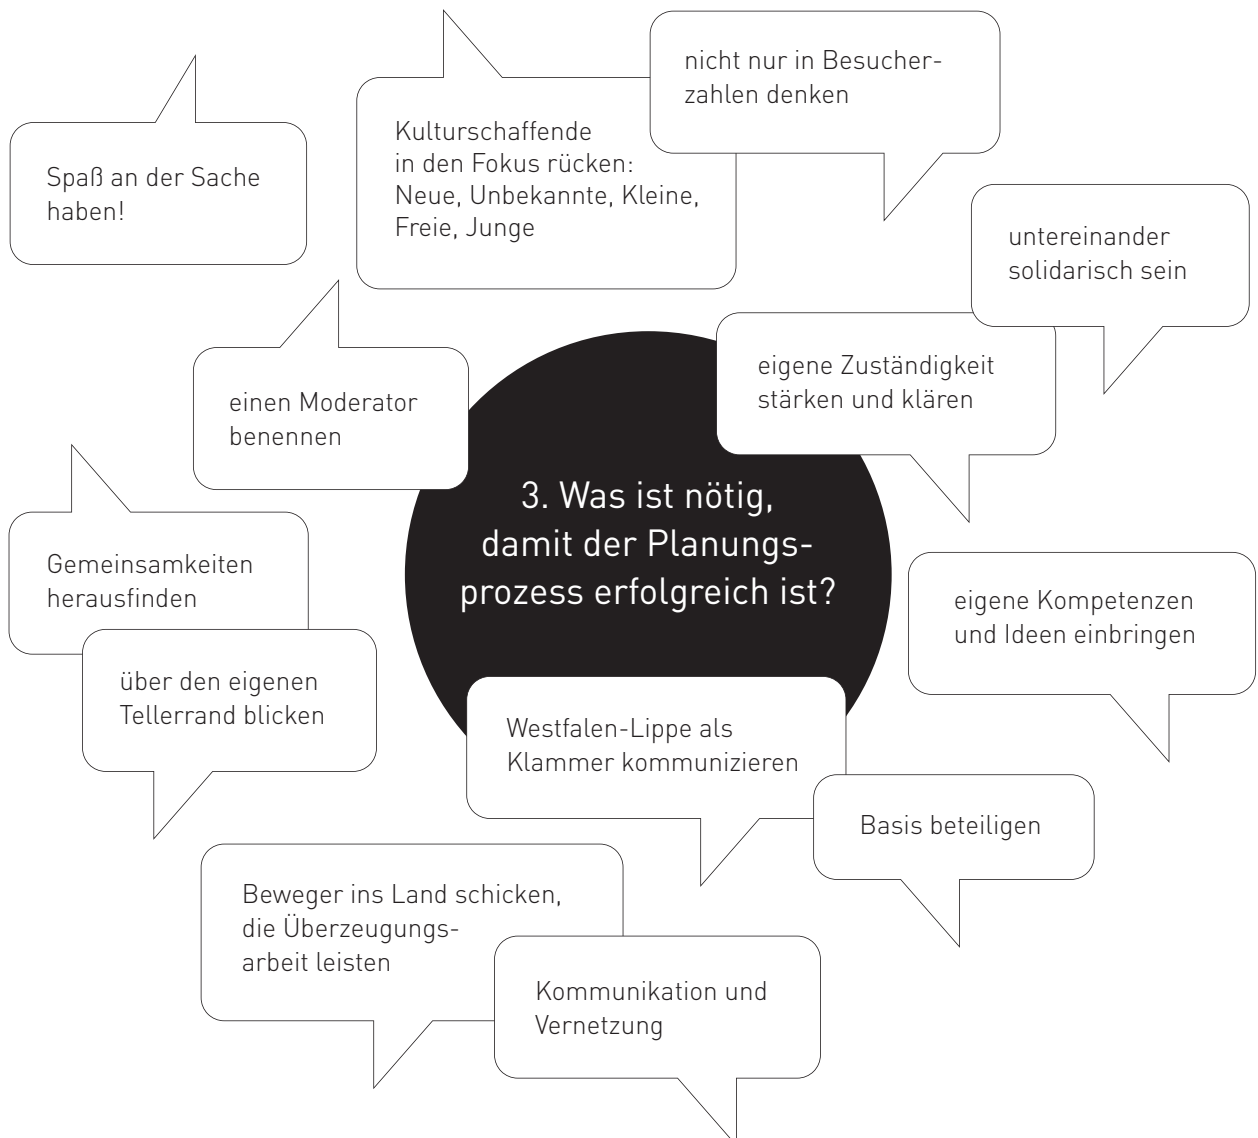 nicht nur in Besucher-
zahlen denken
Kulturschaffende
in den Fokus rücken:
Neue, Unbekannte, Kleine,
Freie, Junge
Spaß an der Sache
haben!
untereinander
solidarisch sein
eigene Zuständigkeit
stärken und klären
einen Moderator
benennen
3. Was ist nötig,
damit der Planungs-
prozess erfolgreich ist?
Gemeinsamkeiten
herausfinden
eigene Kompetenzen
und Ideen einbringen
über den eigenen
Tellerrand blicken
Westfalen-Lippe als
Klammer kommunizieren
Basis beteiligen
Beweger ins Land schicken,
die Überzeugungs-
arbeit leisten
Kommunikation und
Vernetzung